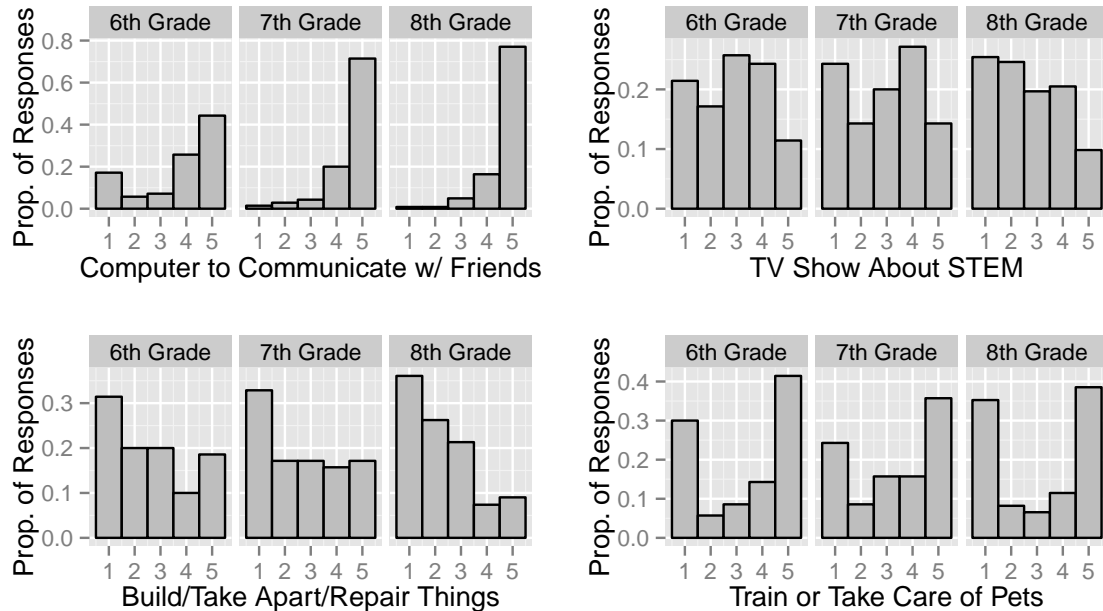 Prop. of Responses
6th Grade 7th Grade 8th Grade
0.8
0.6
0.4
0.2
0.0
1 2 3 4 5 1 2 3 4 5 1 2 3 4 5
Computer to Communicate w/ Friends
Prop. of Responses
6th Grade 7th Grade 8th Grade
0.2
0.1
0.0
1 2 3 4 5 1 2 3 4 5 1 2 3 4 5
TV Show About STEM
Prop. of Responses
6th Grade 7th Grade 8th Grade
0.3
0.2
0.1
0.0
1 2 3 4 5 1 2 3 4 5 1 2 3 4 5
Build/Take Apart/Repair Things
Prop. of Responses
6th Grade 7th Grade 8th Grade
0.4
0.3
0.2
0.1
0.0
1 2 3 4 5 1 2 3 4 5 1 2 3 4 5
Train or Take Care of Pets